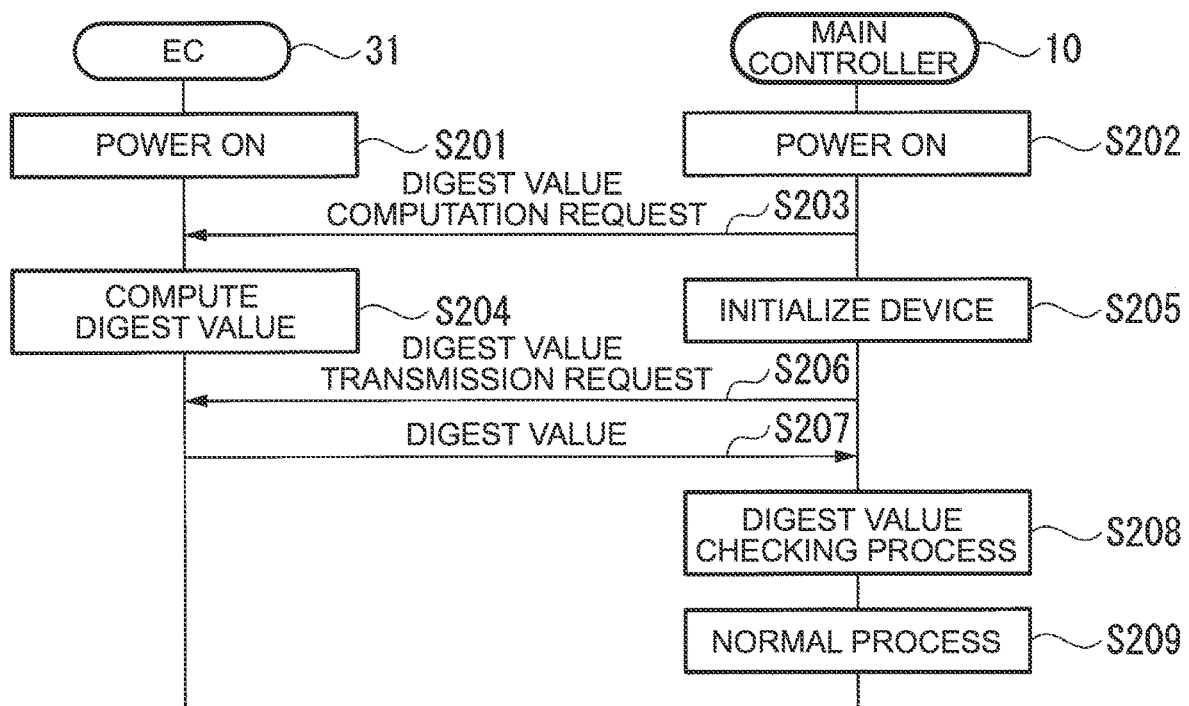 EC
31
MAIN
CONTROLLER
10
POWER ON
S201
POWER ON
S202
DIGEST VALUE
COMPUTATION REQUEST
S203
COMPUTE
DIGEST VALUE
S204
INITIALIZE DEVICE
S205
DIGEST VALUE
TRANSMISSION REQUEST
S206
DIGEST VALUE
S207
DIGEST VALUE
CHECKING PROCESS
S208
NORMAL PROCESS
S209